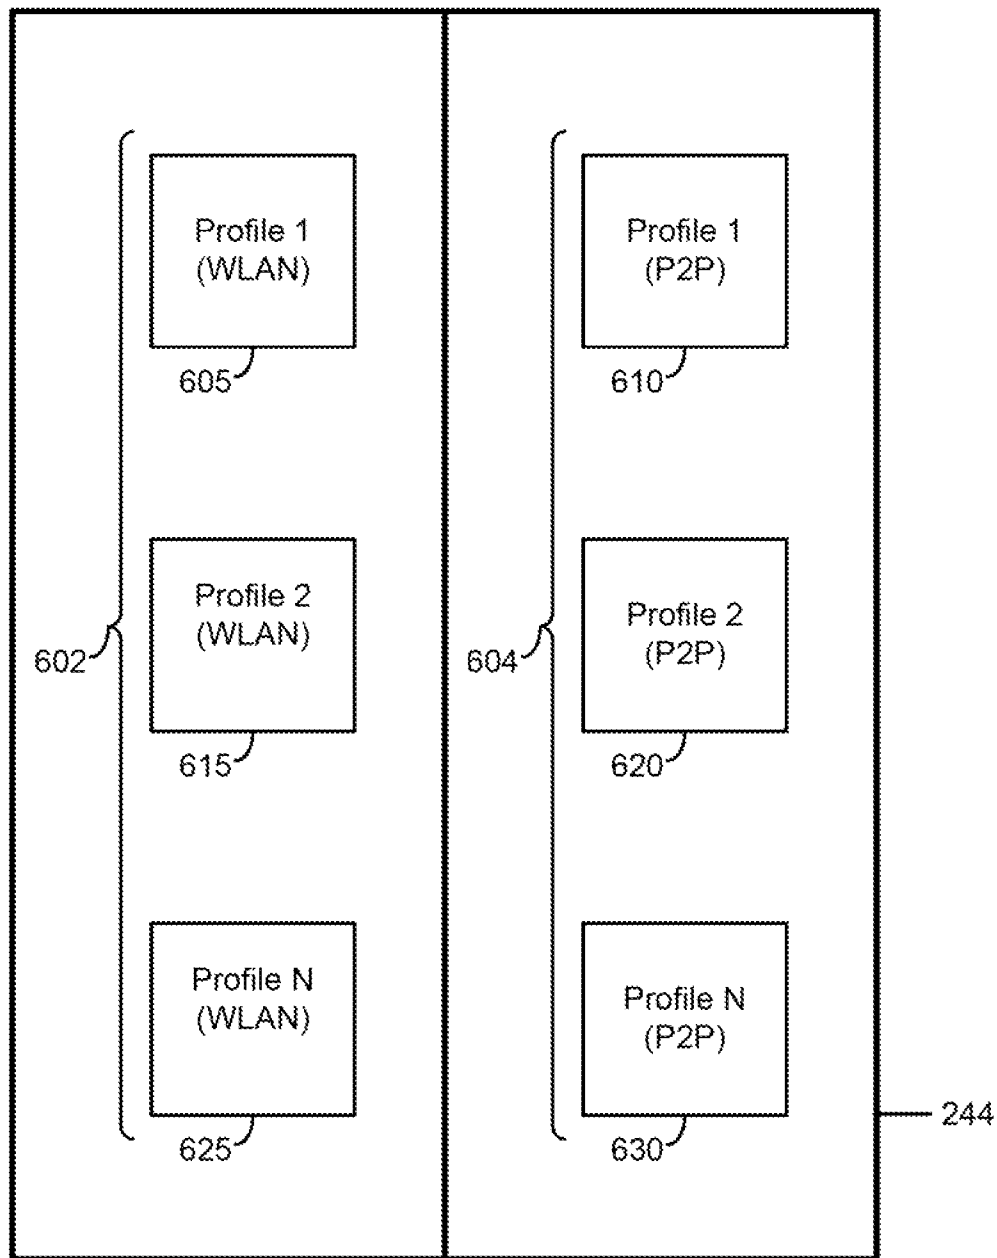 Profile 1
(WLAN)
605
Profile 2
(WLAN)
602
615
Profile N
(WLAN)
625
Profile 1
(P2P)
610
Profile 2
(P2P)
604
620
Profile N
(P2P)
630
244